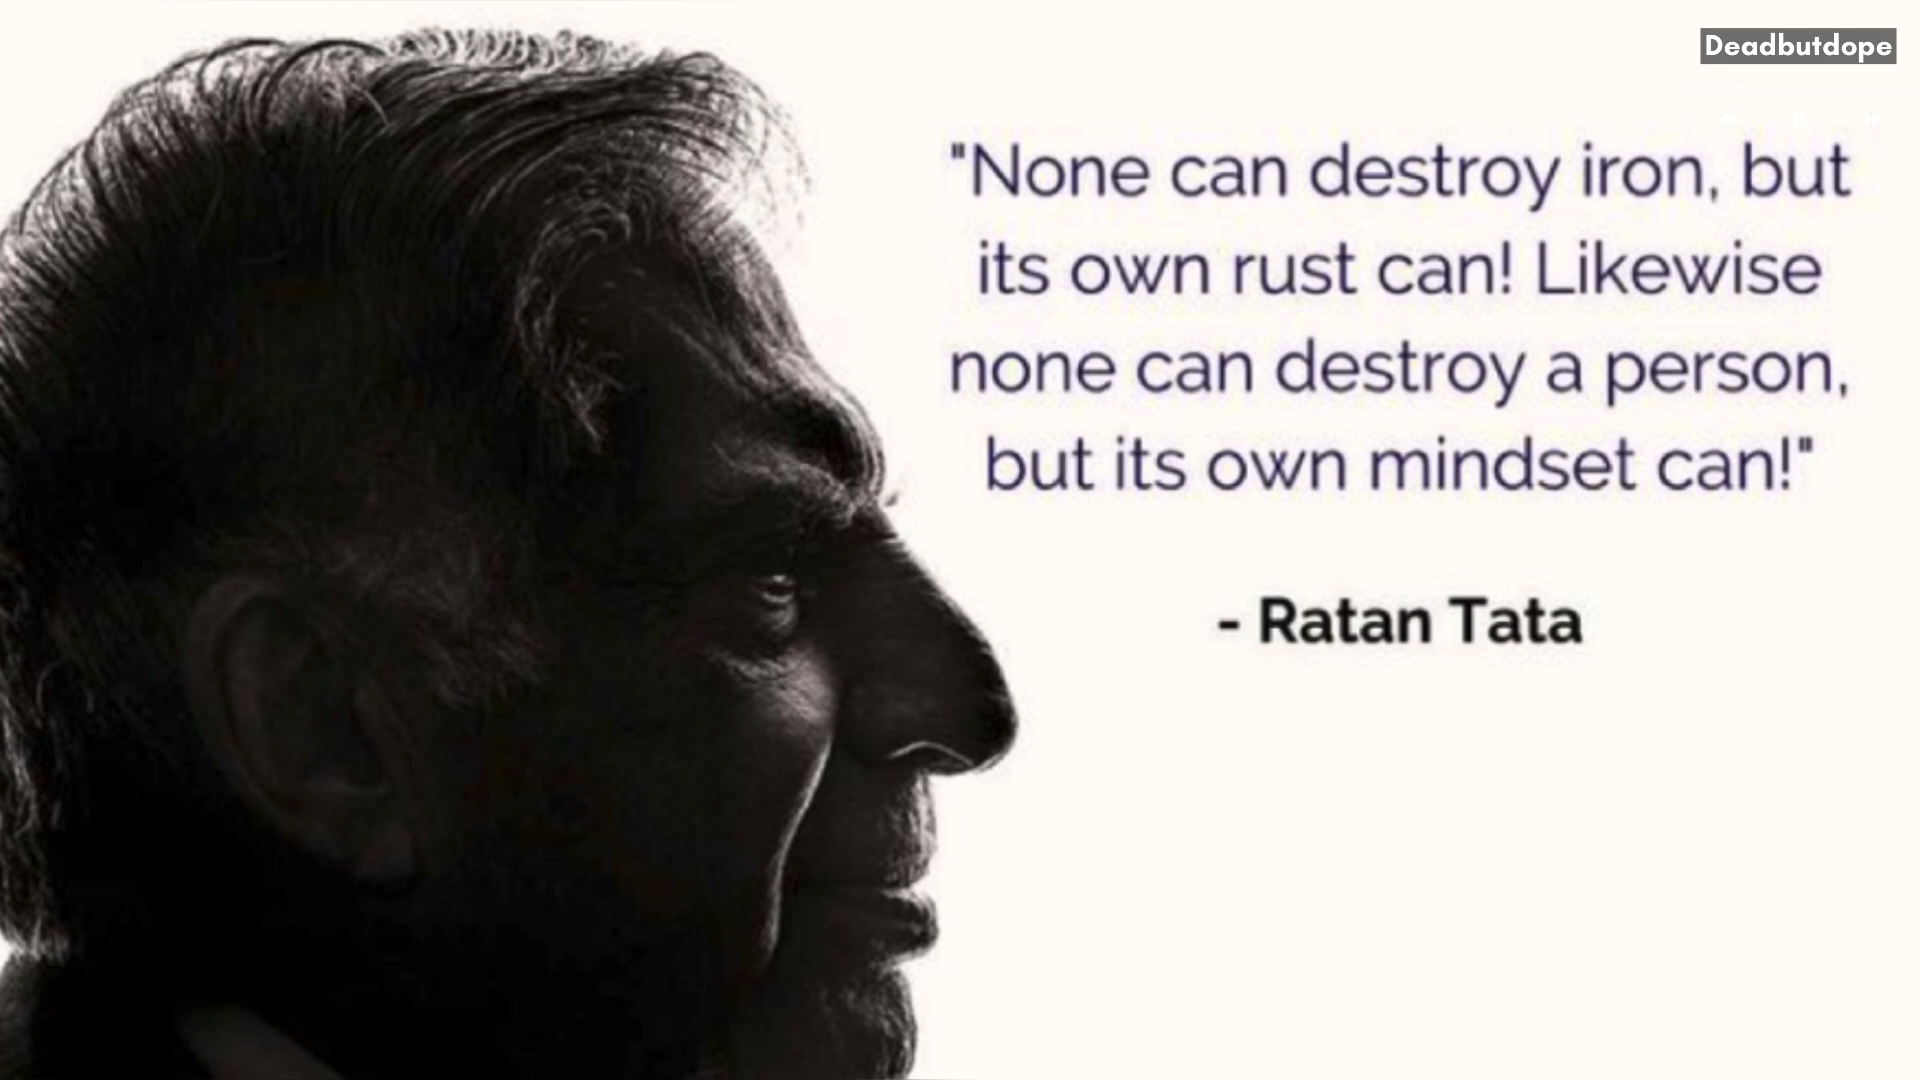 Deadbutdope
"None can destroy iron, but
its own rust can! Likewise
none can destroy a person,
but its own mindset can!"
- Ratan Tata